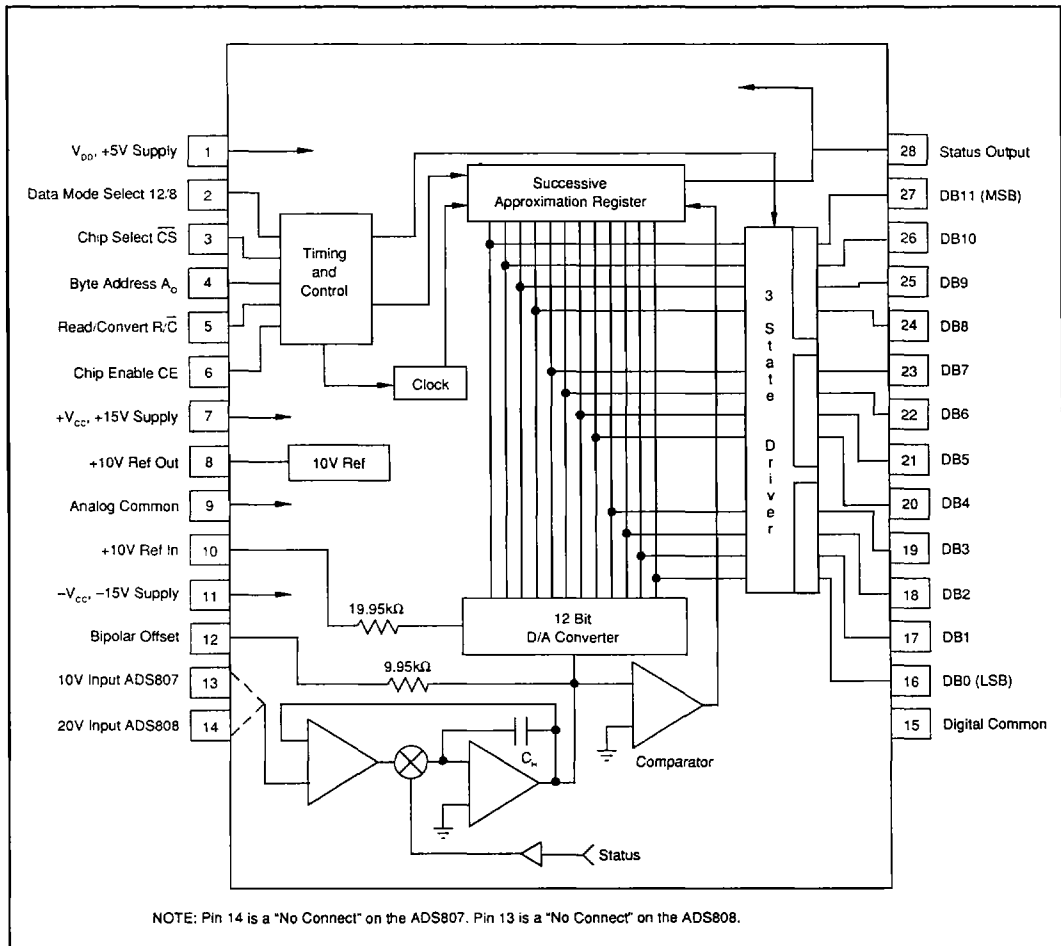 V_DD, +5V Supply 1
Data Mode Select 12/8 2
Chip Select C̅S̅ 3
Byte Address A_O 4
Read/Convert R/C̅ 5
Chip Enable CE 6
+V_CC, +15V Supply 7
+10V Ref Out 8
Analog Common 9
+10V Ref In 10
–V_CC, –15V Supply 11
Bipolar Offset 12
10V Input ADS807 13
20V Input ADS808 14
Timing
and
Control
Successive
Approximation Register
Clock
10V Ref
19.95kΩ
12 Bit
D/A Converter
9.95kΩ
C_H
Comparator
Status
3 State Driver
28 Status Output
27 DB11 (MSB)
26 DB10
25 DB9
24 DB8
23 DB7
22 DB6
21 DB5
20 DB4
19 DB3
18 DB2
17 DB1
16 DB0 (LSB)
15 Digital Common
NOTE: Pin 14 is a "No Connect" on the ADS807. Pin 13 is a "No Connect" on the ADS808.